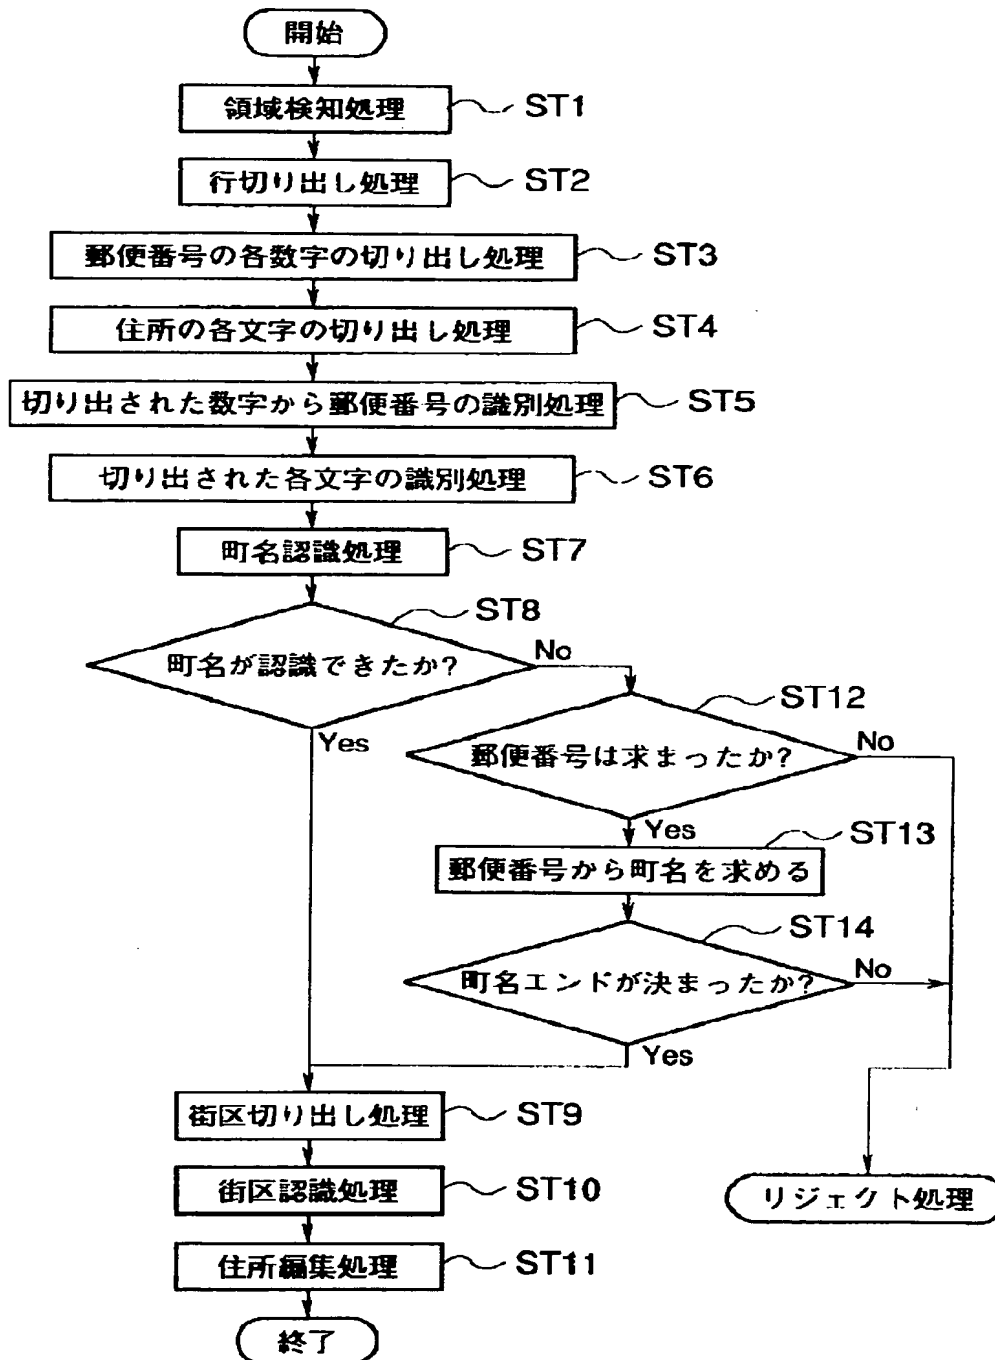 開始
領域検知処理 ST1
行切り出し処理 ST2
郵便番号の各数字の切り出し処理 ST3
住所の各文字の切り出し処理 ST4
切り出された数字から郵便番号の識別処理 ST5
切り出された各文字の識別処理 ST6
町名認識処理 ST7
ST8
町名が認識できたか?
No
Yes
ST12
郵便番号は求まったか?
No
Yes
ST13
郵便番号から町名を求める
ST14
町名エンドが決まったか?
No
Yes
街区切り出し処理 ST9
街区認識処理 ST10
リジェクト処理
住所編集処理 ST11
終了